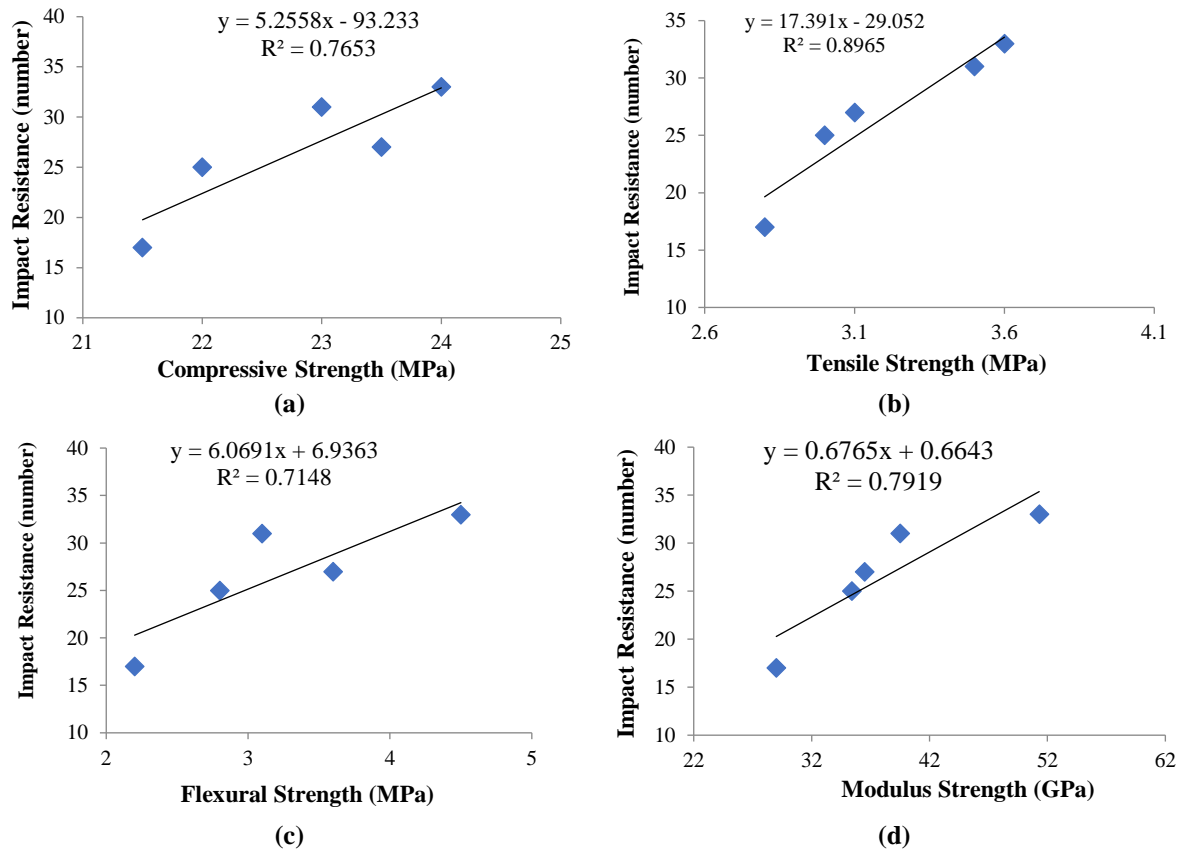 y = 5.2558x - 93.233
R² = 0.7653
40
35
30
25
20
15
10
Impact Resistance (number)
21 22 23 24 25
Compressive Strength (MPa)
(a)
y = 17.391x - 29.052
R² = 0.8965
35
30
25
20
15
10
Impact Resistance (number)
2.6 3.1 3.6 4.1
Tensile Strength (MPa)
(b)
y = 6.0691x + 6.9363
R² = 0.7148
40
35
30
25
20
15
10
Impact Resistance (number)
2 3 4 5
Flexural Strength (MPa)
(c)
y = 0.6765x + 0.6643
R² = 0.7919
40
35
30
25
20
15
10
Impact Resistance (number)
22 32 42 52 62
Modulus Strength (GPa)
(d)